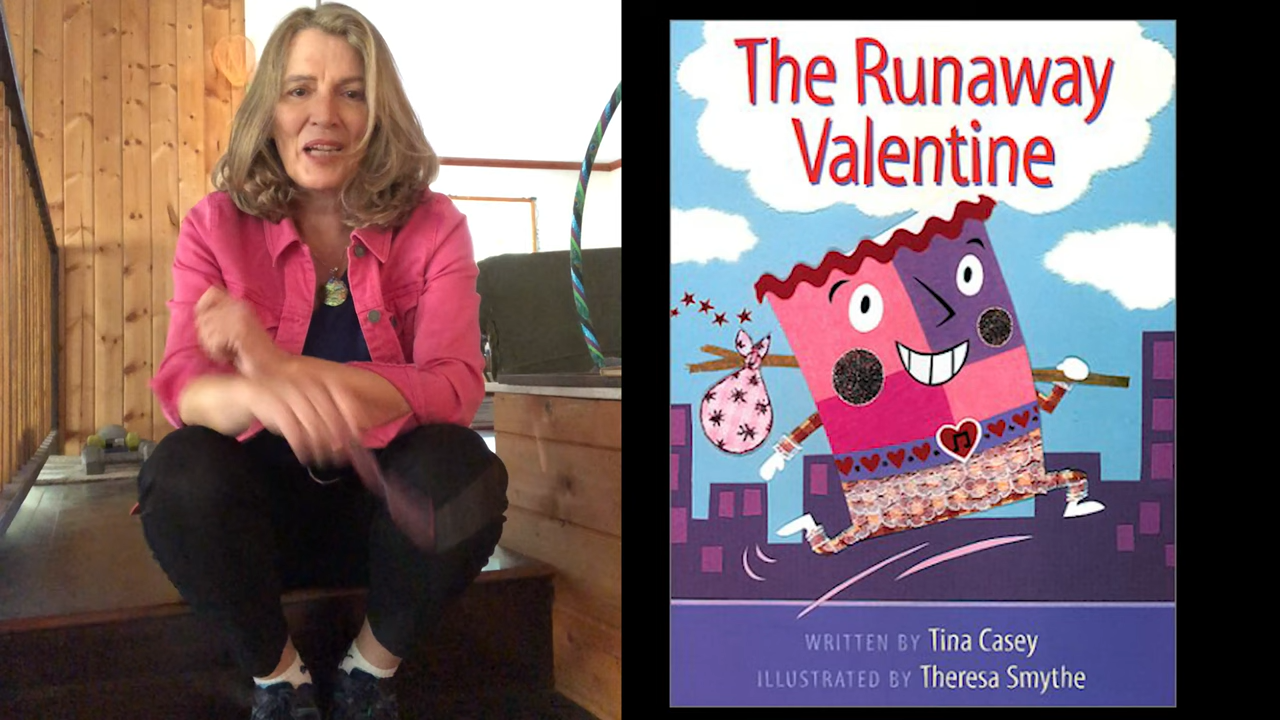 The Runaway
Valentine
WRITTEN BY Tina Casey
ILLUSTRATED BY Theresa Smythe